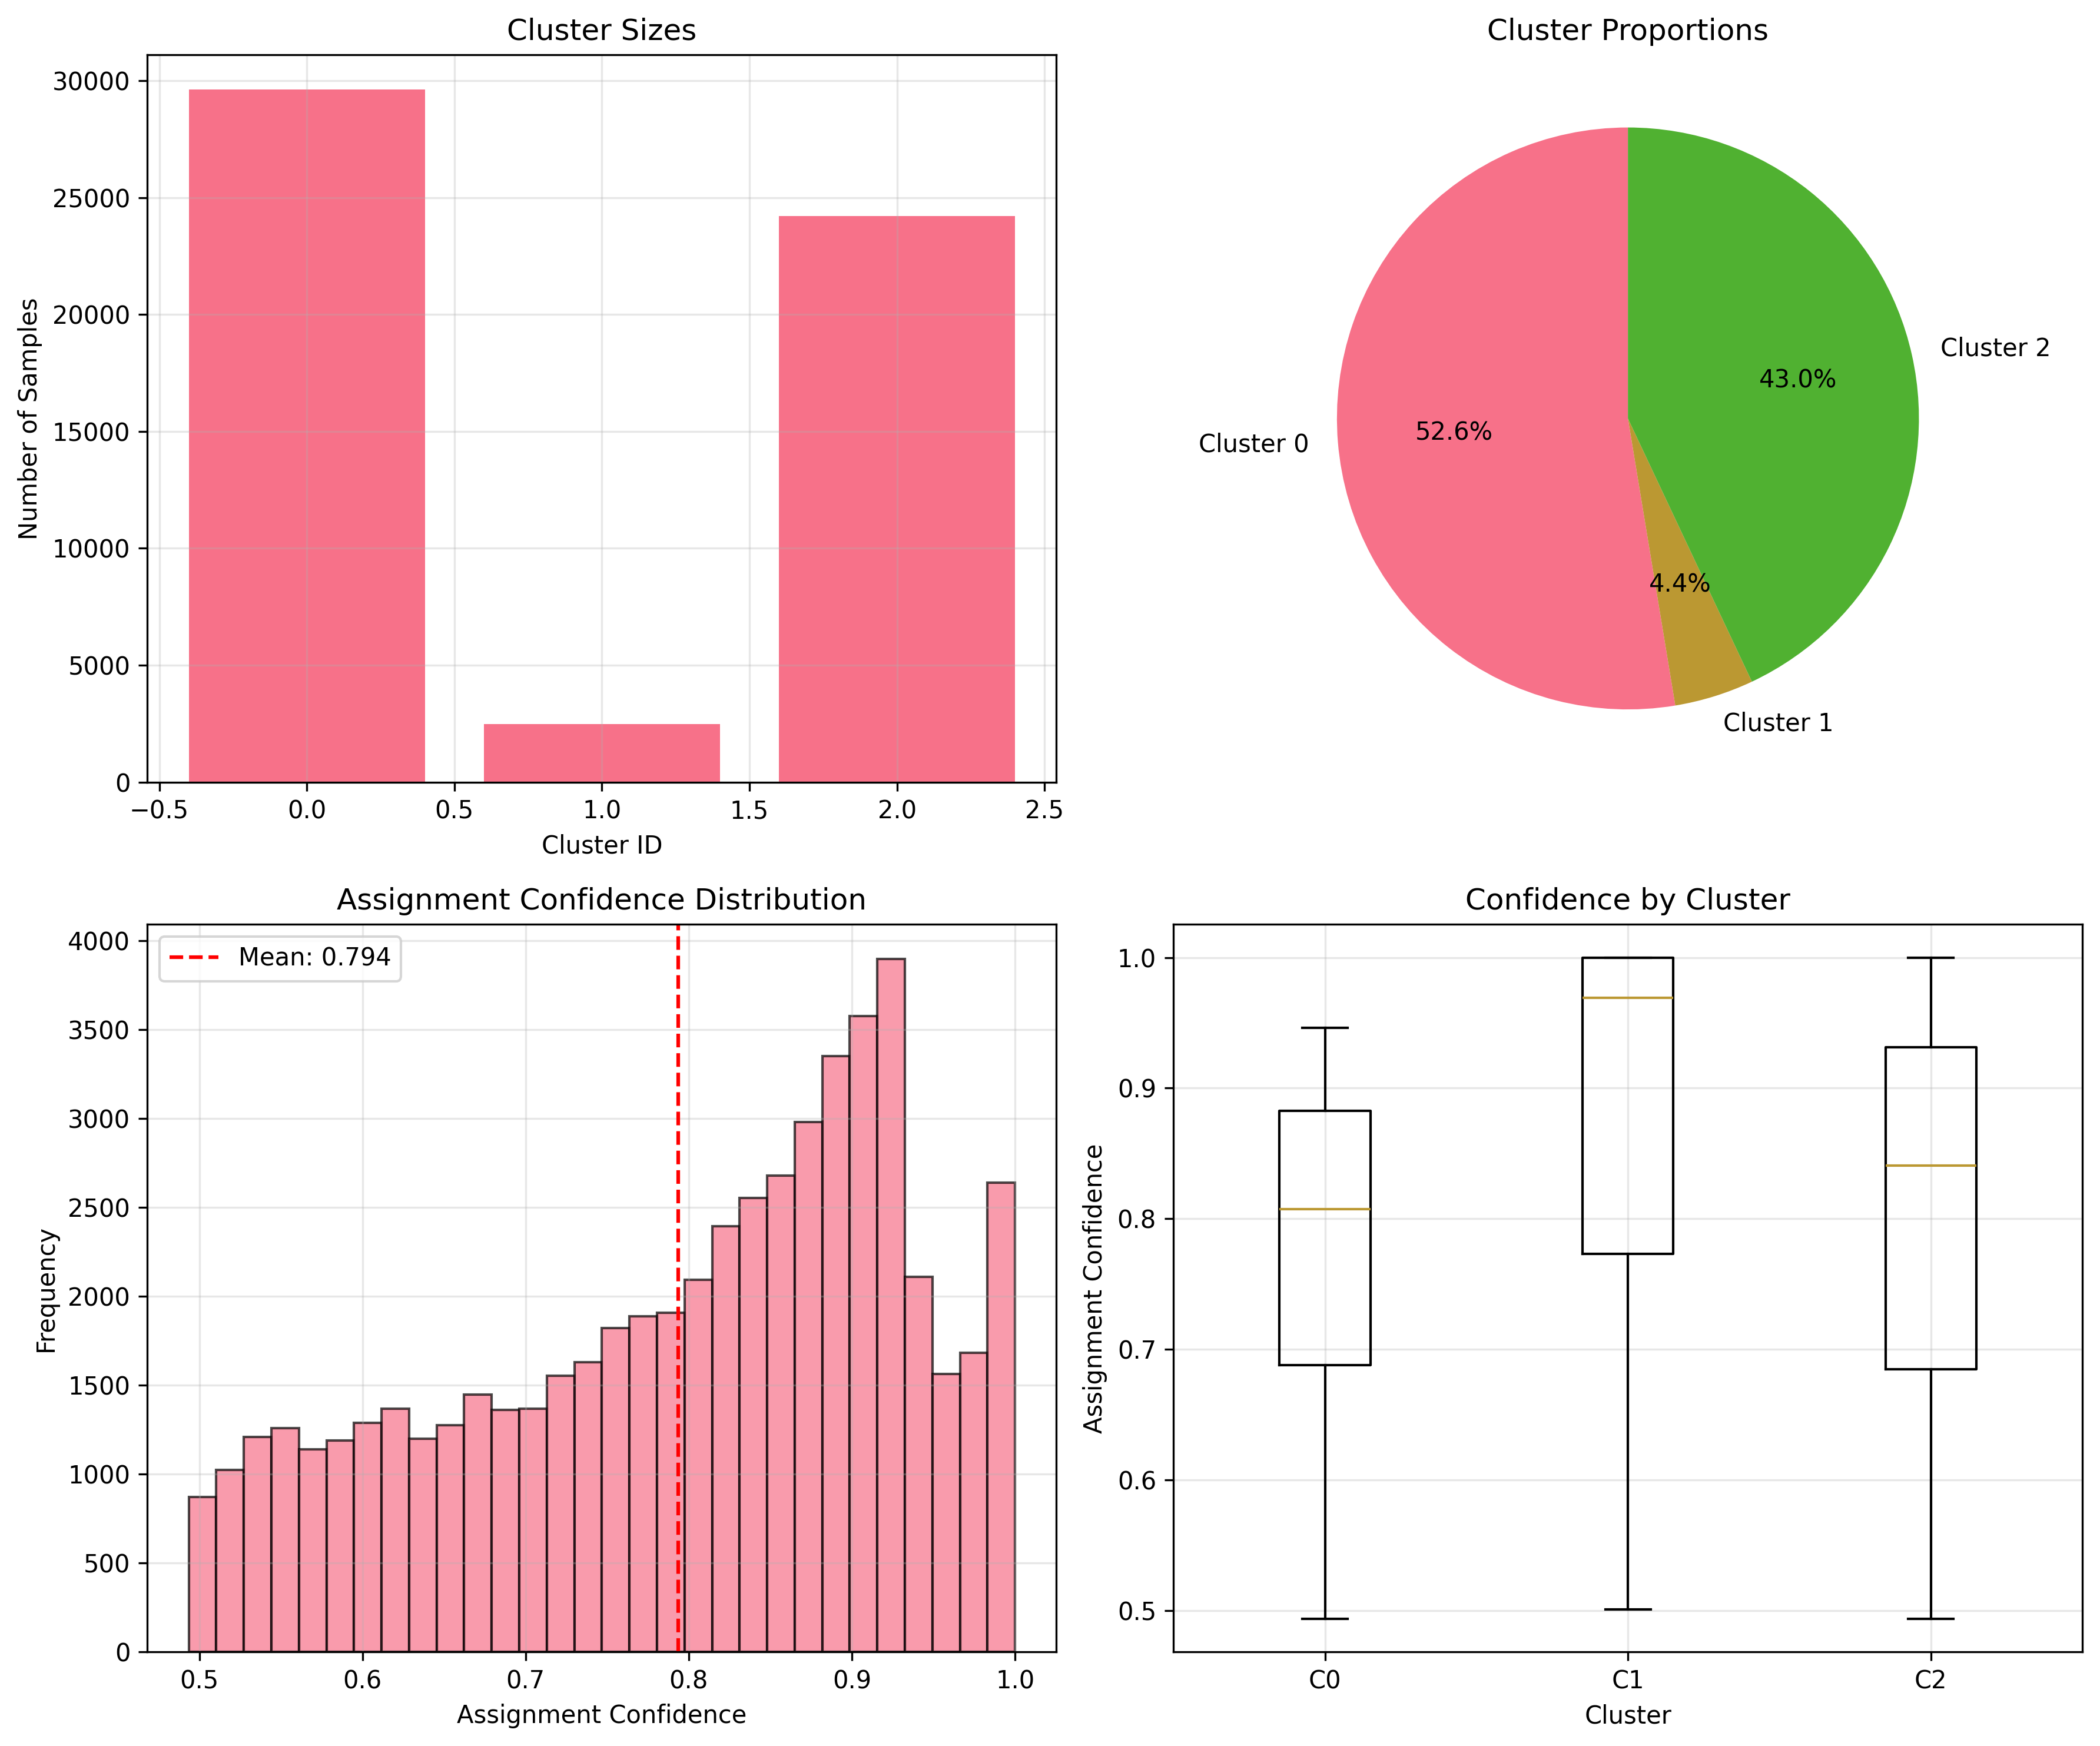 Cluster Sizes
30000
25000
20000
15000
10000
5000
0
Number of Samples
−0.5 0.0 0.5 1.0 1.5 2.0 2.5
Cluster ID
Cluster Proportions
Cluster 2
43.0%
52.6%
Cluster 0
4.4%
Cluster 1
Assignment Confidence Distribution
Mean: 0.794
4000
3500
3000
2500
2000
1500
1000
500
0
Frequency
0.5 0.6 0.7 0.8 0.9 1.0
Assignment Confidence
Confidence by Cluster
1.0
0.9
0.8
0.7
0.6
0.5
Assignment Confidence
C0 C1 C2
Cluster